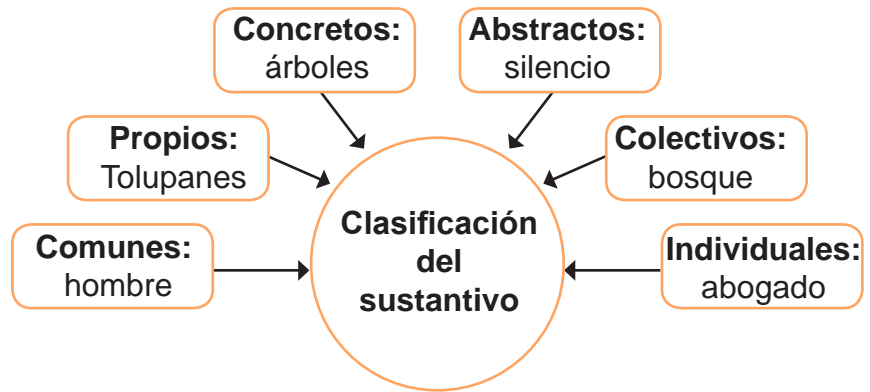 Concretos:
árboles
Abstractos:
silencio
Propios:
Tolupanes
Colectivos:
bosque
Comunes:
hombre
Clasificación
del
sustantivo
Individuales:
abogado